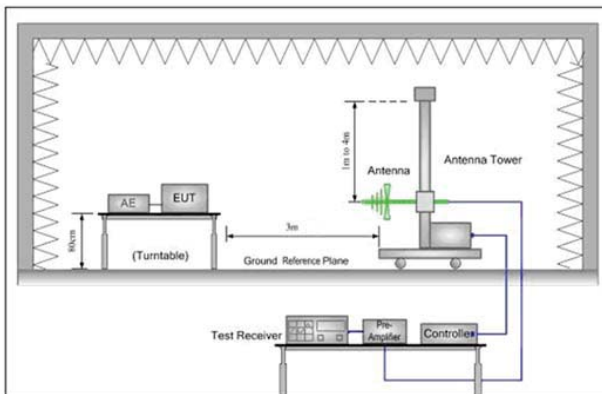 1m to 4m
Antenna
Antenna Tower
AE
EUT
80cm
(Turntable)
3m
Ground Reference Plane
Test Receiver
Pre-
Amplifier
Controller